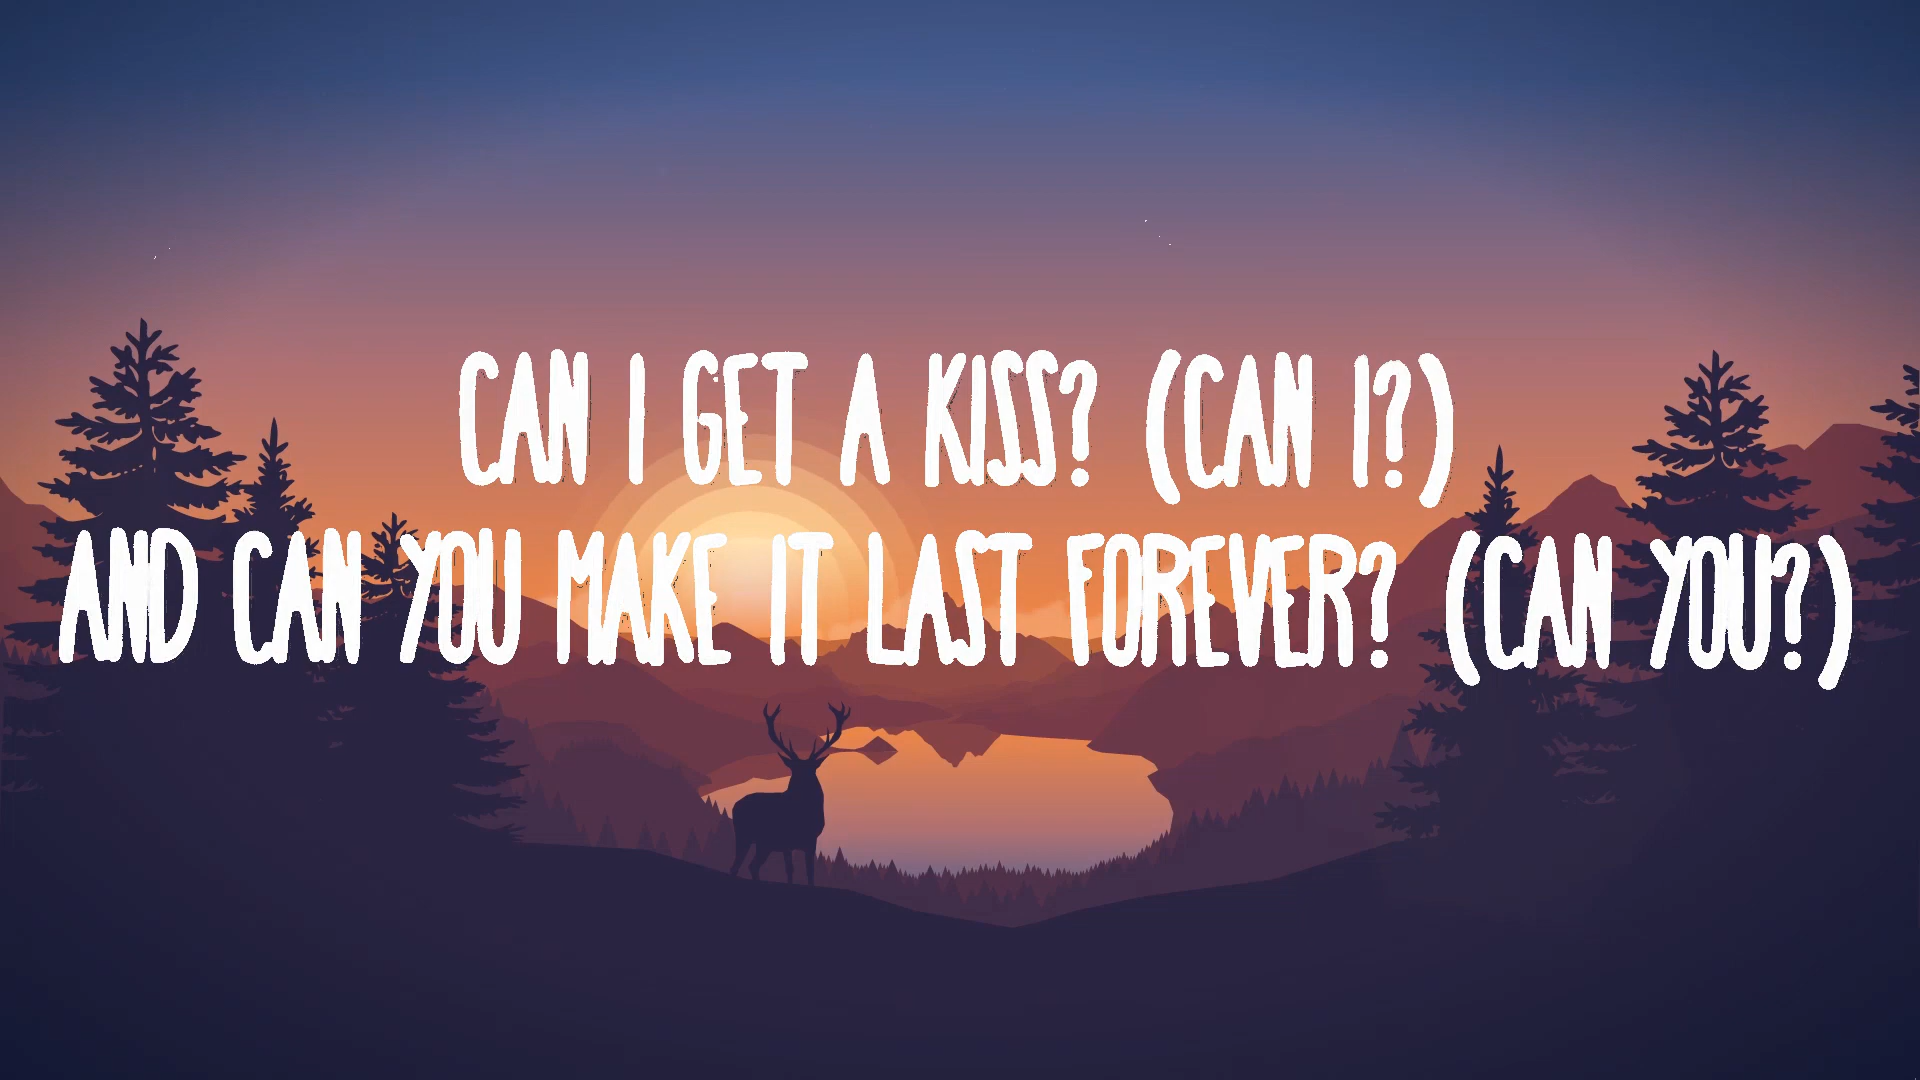 CAN I GET A KISS? (CAN I?)
AND CAN YOU MAKE IT LAST FOREVER? (CAN YOU?)